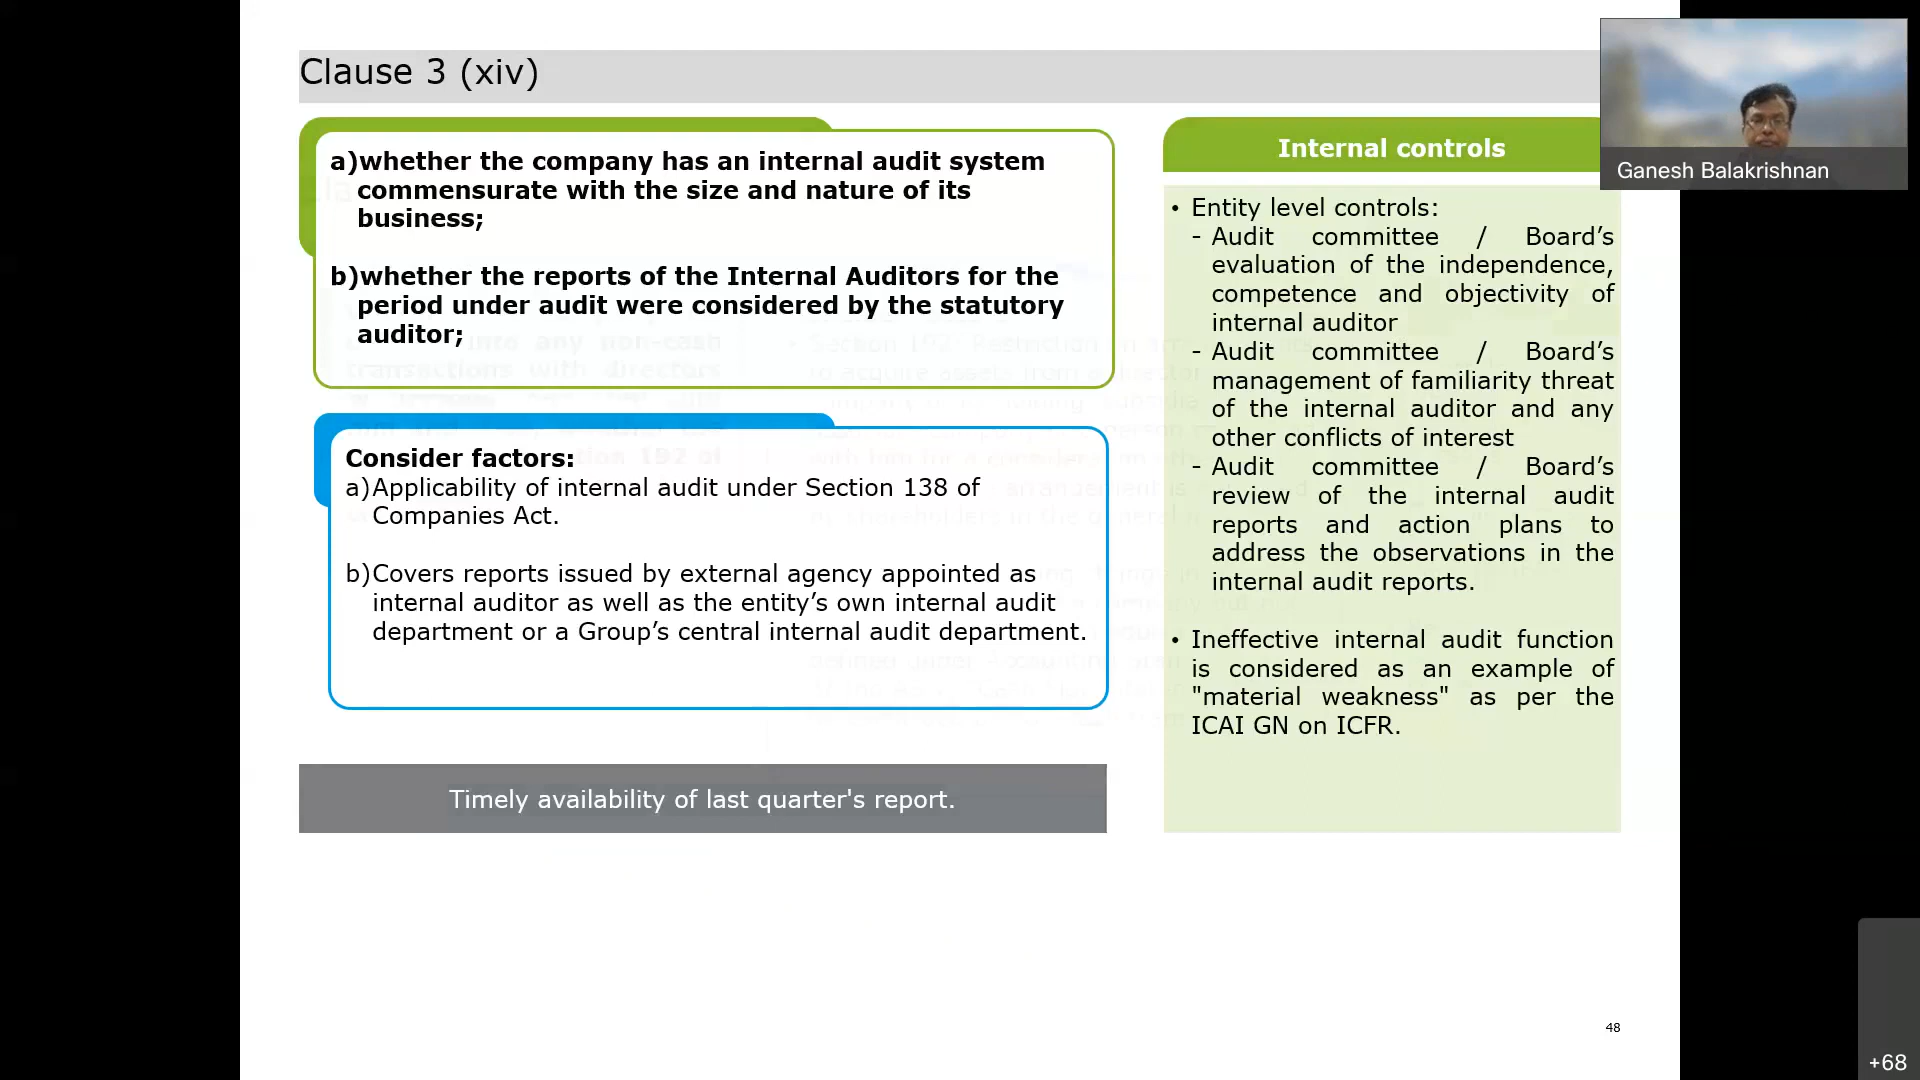 Clause 3 (xiv)
a)whether the company has an internal audit system
commensurate with the size and nature of its
business;
b)whether the reports of the Internal Auditors for the
period under audit were considered by the statutory
auditor;
Consider factors:
a)Applicability of internal audit under Section 138 of
Companies Act.
b)Covers reports issued by external agency appointed as
internal auditor as well as the entity’s own internal audit
department or a Group’s central internal audit department.
Timely availability of last quarter's report.
Internal controls
• Entity level controls:
- Audit committee / Board’s
evaluation of the independence,
competence and objectivity of
internal auditor
- Audit committee / Board’s
management of familiarity threat
of the internal auditor and any
other conflicts of interest
- Audit committee / Board’s
review of the internal audit
reports and action plans to
address the observations in the
internal audit reports.
• Ineffective internal audit function
is considered as an example of
"material weakness" as per the
ICAI GN on ICFR.
Ganesh Balakrishnan
48
+68